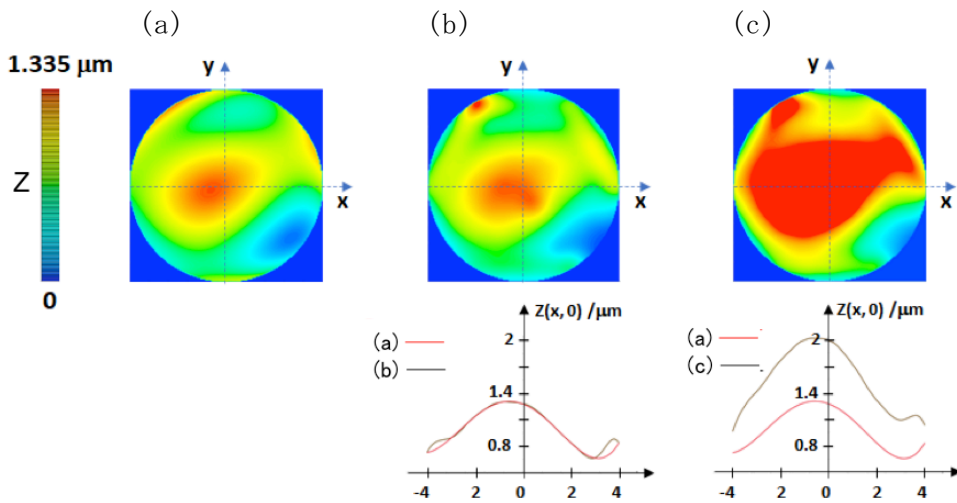 (a) (b) (c)
1.335 μm
Z
0
y
x
y
x
y
x
Z(x, 0) /μm
(a)
(b)
2
1.4
0.8
-4 -2 0 2 4
Z(x, 0) /μm
(a)
(c)
2
1.4
0.8
-4 -2 0 2 4